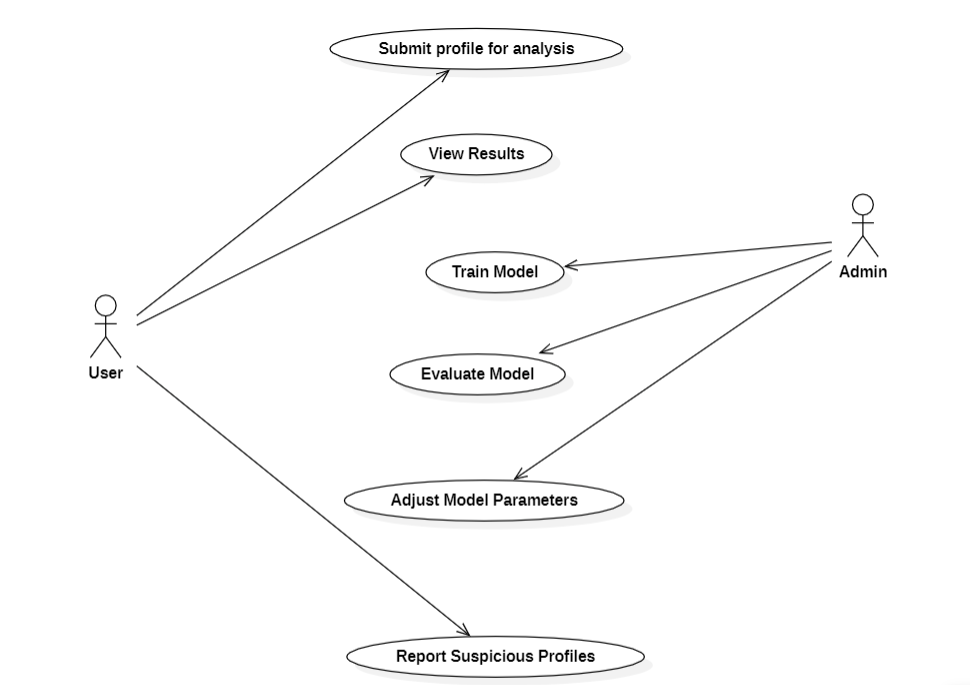 Submit profile for analysis
View Results
Train Model
Admin
Evaluate Model
User
Adjust Model Parameters
Report Suspicious Profiles